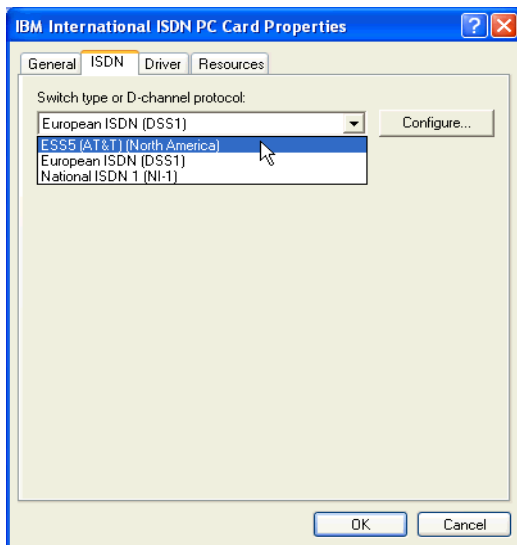 IBM International ISDN PC Card Properties
General ISDN Driver Resources
Switch type or D-channel protocol:
European ISDN (DSS1) Configure...
ESS5 (AT&T) (North America)
European ISDN (DSS1)
National ISDN 1 (NI-1)
OK Cancel